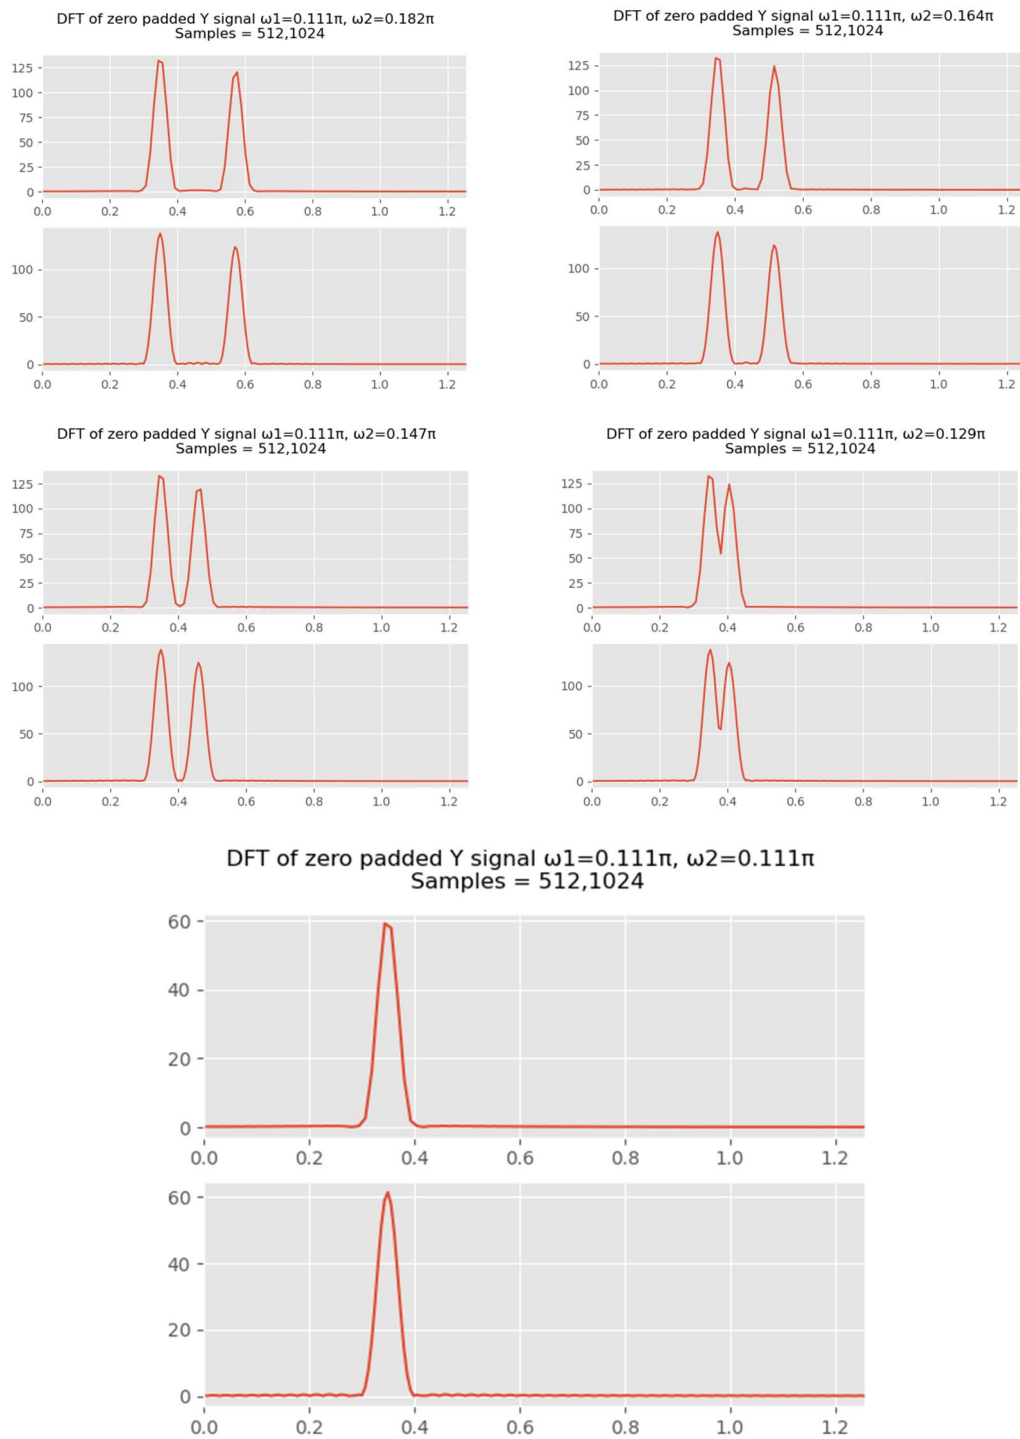 DFT of zero padded Y signal ω1=0.111π, ω2=0.182π
Samples = 512,1024
125
100
75
50
25
0
0.0 0.2 0.4 0.6 0.8 1.0 1.2
100
50
0
0.0 0.2 0.4 0.6 0.8 1.0 1.2
DFT of zero padded Y signal ω1=0.111π, ω2=0.164π
Samples = 512,1024
125
100
75
50
25
0
0.0 0.2 0.4 0.6 0.8 1.0 1.2
100
50
0
0.0 0.2 0.4 0.6 0.8 1.0 1.2
DFT of zero padded Y signal ω1=0.111π, ω2=0.147π
Samples = 512,1024
125
100
75
50
25
0
0.0 0.2 0.4 0.6 0.8 1.0 1.2
100
50
0
0.0 0.2 0.4 0.6 0.8 1.0 1.2
DFT of zero padded Y signal ω1=0.111π, ω2=0.129π
Samples = 512,1024
125
100
75
50
25
0
0.0 0.2 0.4 0.6 0.8 1.0 1.2
100
50
0
0.0 0.2 0.4 0.6 0.8 1.0 1.2
DFT of zero padded Y signal ω1=0.111π, ω2=0.111π
Samples = 512,1024
60
40
20
0
0.0 0.2 0.4 0.6 0.8 1.0 1.2
60
40
20
0
0.0 0.2 0.4 0.6 0.8 1.0 1.2